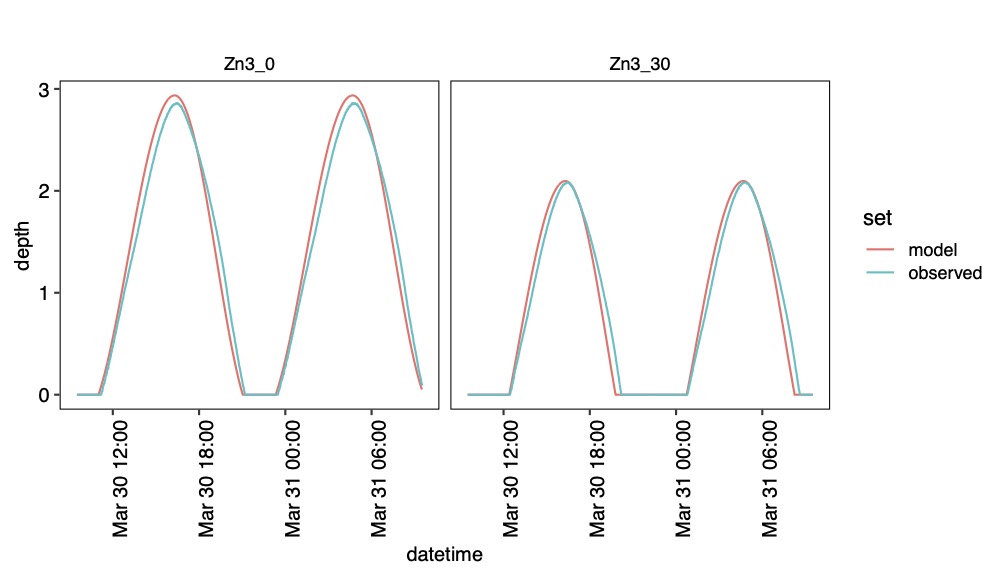 Zn3_0
Zn3_30
3
2
1
0
depth
Mar 30 12:00
Mar 30 18:00
Mar 31 00:00
Mar 31 06:00
Mar 30 12:00
Mar 30 18:00
Mar 31 00:00
Mar 31 06:00
datetime
set
model
observed